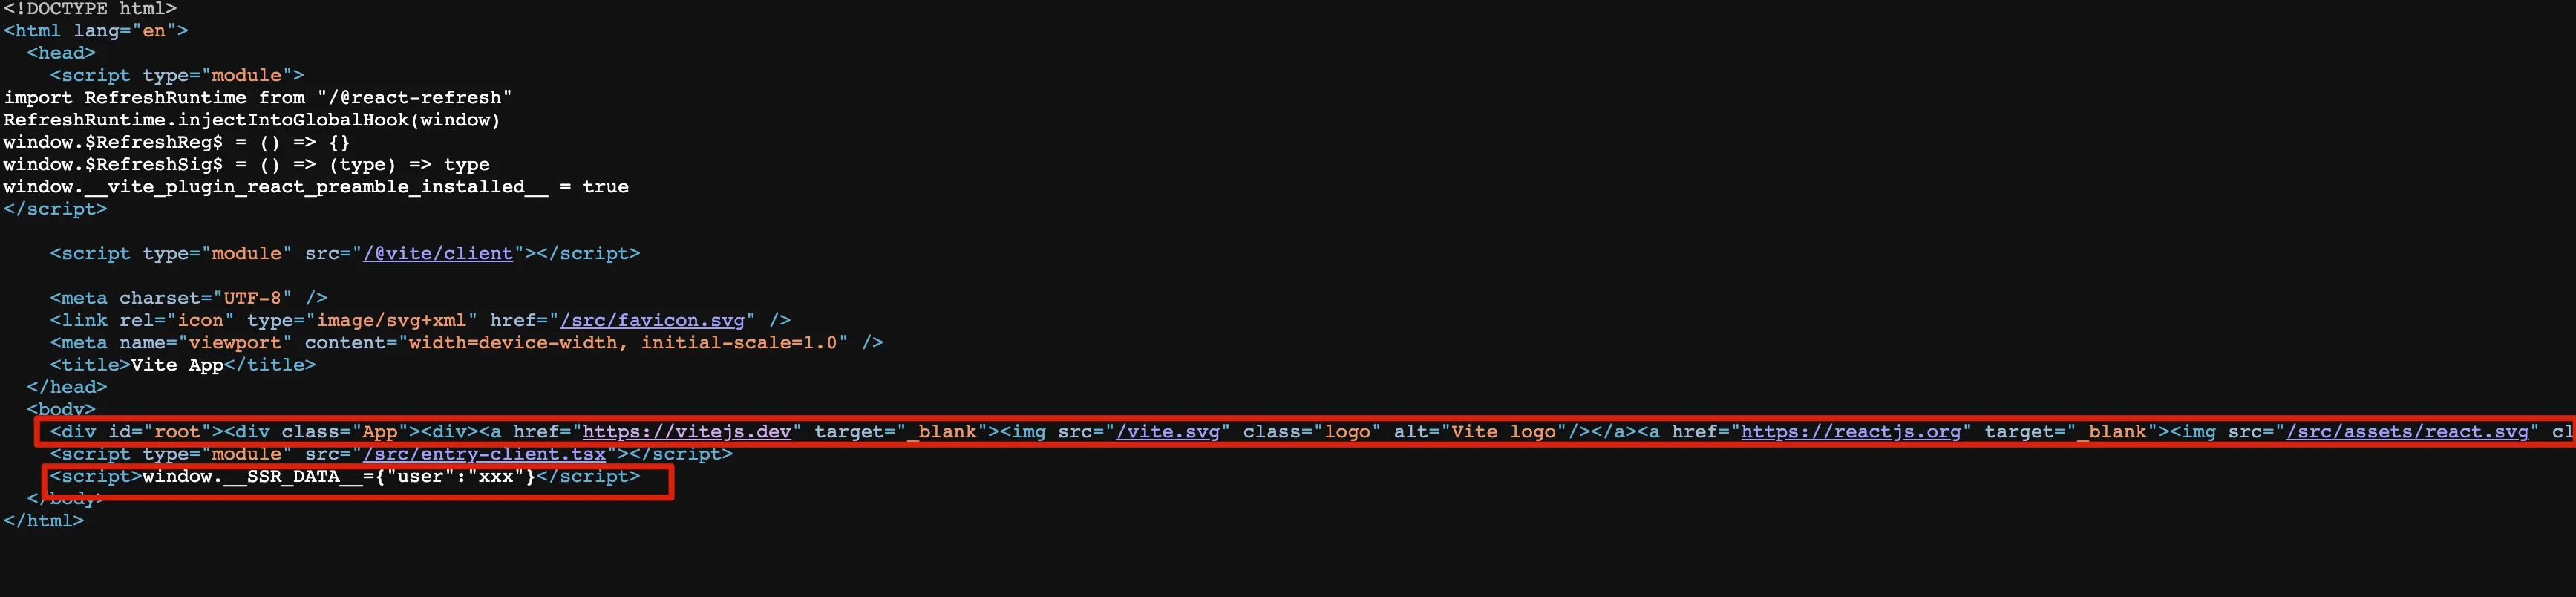 <!DOCTYPE html>
<html lang="en">
<head>
<script type="module">
import RefreshRuntime from "/@react-refresh"
RefreshRuntime.injectIntoGlobalHook(window)
window.$RefreshReg$ = () => {}
window.$RefreshSig$ = () => (type) => type
window.__vite_plugin_react_preamble_installed__ = true
</script>
<script type="module" src="/@vite/client"></script>
<meta charset="UTF-8" />
<link rel="icon" type="image/svg+xml" href="/src/favicon.svg" />
<meta name="viewport" content="width=device-width, initial-scale=1.0" />
<title>Vite App</title>
</head>
<body>
<div id="root"><div class="App"><div><a href="https://vitejs.dev" target="_blank"><img src="/vite.svg" class="logo" alt="Vite logo"/></a><a href="https://reactjs.org" target="_blank"><img src="/src/assets/react.svg" cl
<script type="module" src="/src/entry-client.tsx"></script>
<script>window.__SSR_DATA__={"user":"xxx"}</script>
</body>
</html>